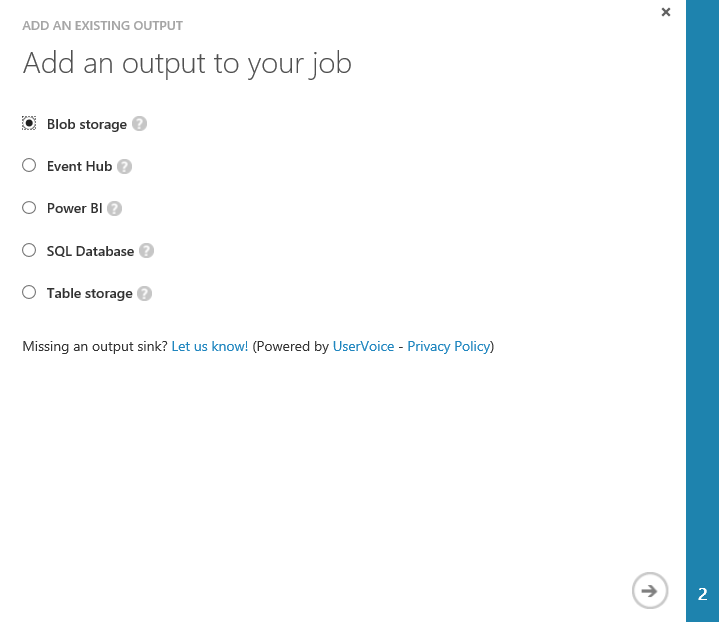 ADD AN EXISTING OUTPUT
Add an output to your job
Blob storage ?
Event Hub ?
Power BI ?
SQL Database ?
Table storage ?
Missing an output sink? Let us know! (Powered by UserVoice - Privacy Policy)
2